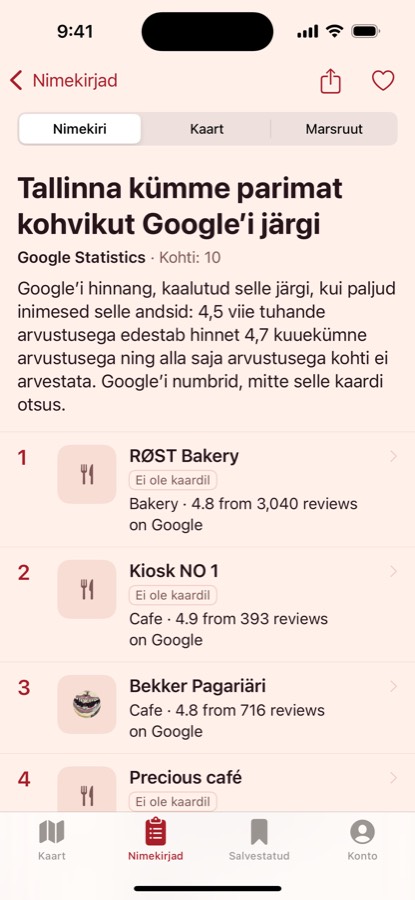 9:41
Nimekirjad
Nimekiri
Kaart
Marsruut
Tallinna kümme parimat
kohvikut Google’i järgi
Google Statistics · Kohti: 10
Google’i hinnang, kaalutud selle järgi, kui paljud
inimesed selle andsid: 4,5 viie tuhande
arvustusega edestab hinnet 4,7 kuuekümne
arvustusega ning alla saja arvustusega kohti ei
arvestata. Google’i numbrid, mitte selle kaardi
otsus.
1
RØST Bakery
Ei ole kaardil
Bakery · 4.8 from 3,040 reviews
on Google
2
Kiosk NO 1
Ei ole kaardil
Cafe · 4.9 from 393 reviews
on Google
3
Bekker Pagariäri
Cafe · 4.8 from 716 reviews
on Google
4
Precious café
Ei ole kaardil
Kaart
Nimekirjad
Salvestatud
Konto